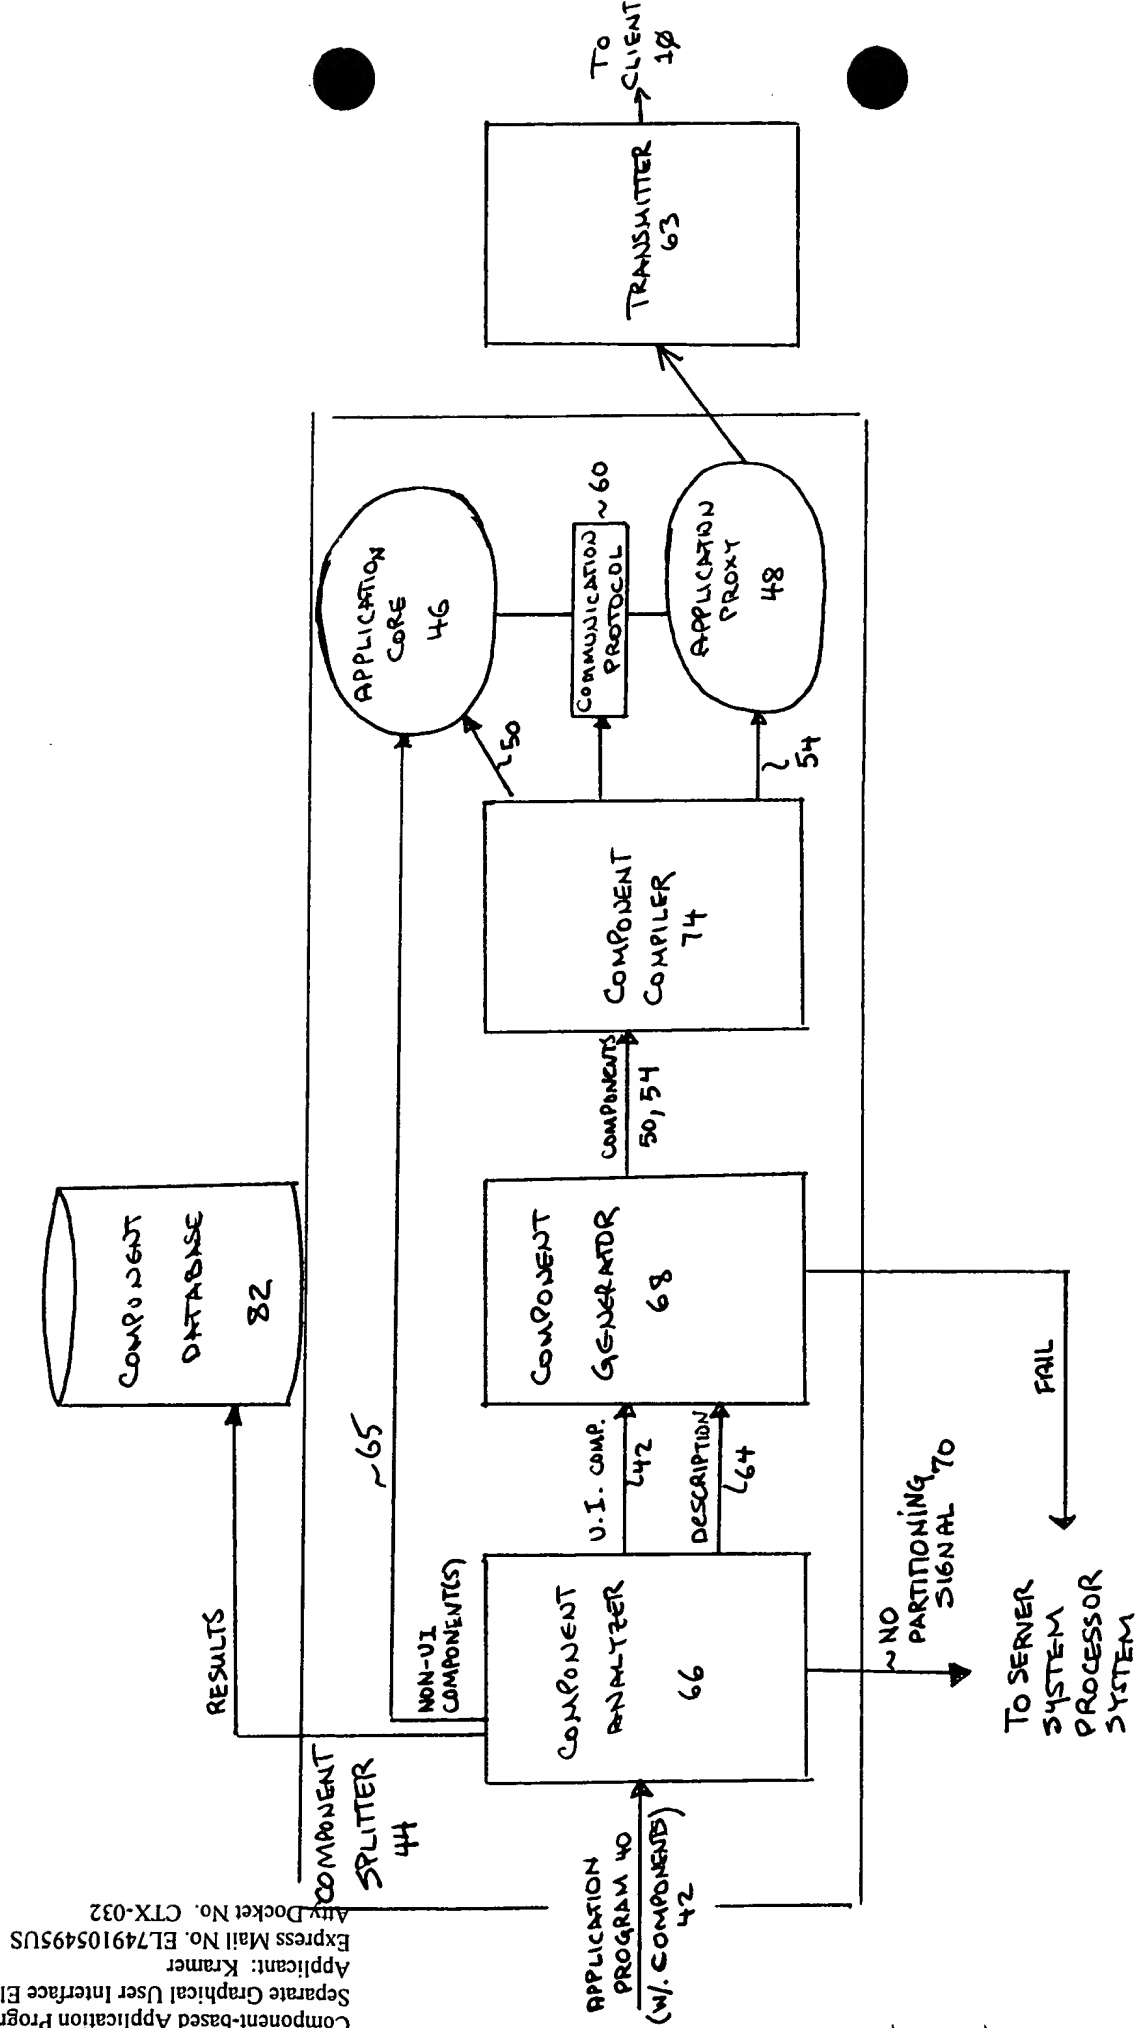 Component-based Application Progr
Separate Graphical User Interface El
Applicant: Kramer
Express Mail No. EL749105495US
Atty Docket No. CTX-032
COMPONENT
SPLITTER
44
APPLICATION
PROGRAM 40
(W/. COMPONENTS)
42
RESULTS
COMPONENT
DATABASE
82
NON-UI
COMPONENT(S)
~65
COMPONENT
ANALYZER
66
U.I. COMP.
42
DESCRIPTION
64
~NO
PARTITIONING
SIGNAL 70
COMPONENT
GENERATOR
68
FAIL
TO SERVER
SYSTEM
PROCESSOR
SYSTEM
COMPONENTS
50, 54
COMPONENT
COMPILER
74
~50
~
54
APPLICATION
CORE
46
COMMUNICATION
PROTOCOL
~60
APPLICATION
PROXY
48
TRANSMITTER
63
TO
CLIENT
10